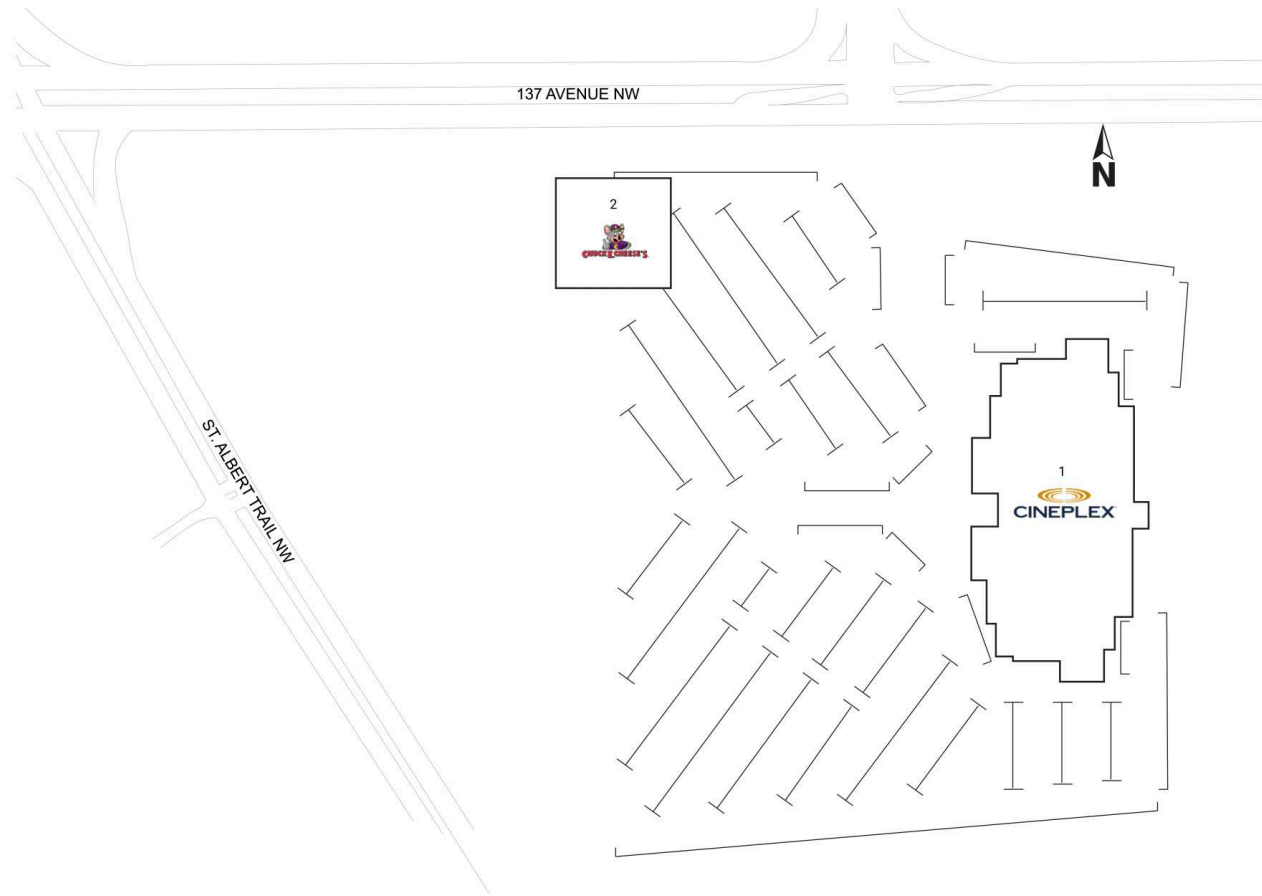 137 AVENUE NW
N
2
CHUCK E. CHEESE'S
1
CINEPLEX
ST. ALBERT TRAIL NW